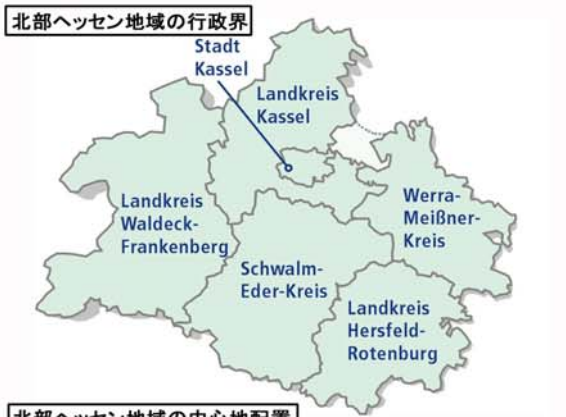 北部ヘッセン地域の行政界
Stadt
Kassel
Landkreis
Kassel
Landkreis
Waldeck-
Frankenberg
Werra-
Meißner-
Kreis
Schwalm-
Eder-Kreis
Landkreis
Hersfeld-
Rotenburg
北部ヘッセン地域の中心地配置